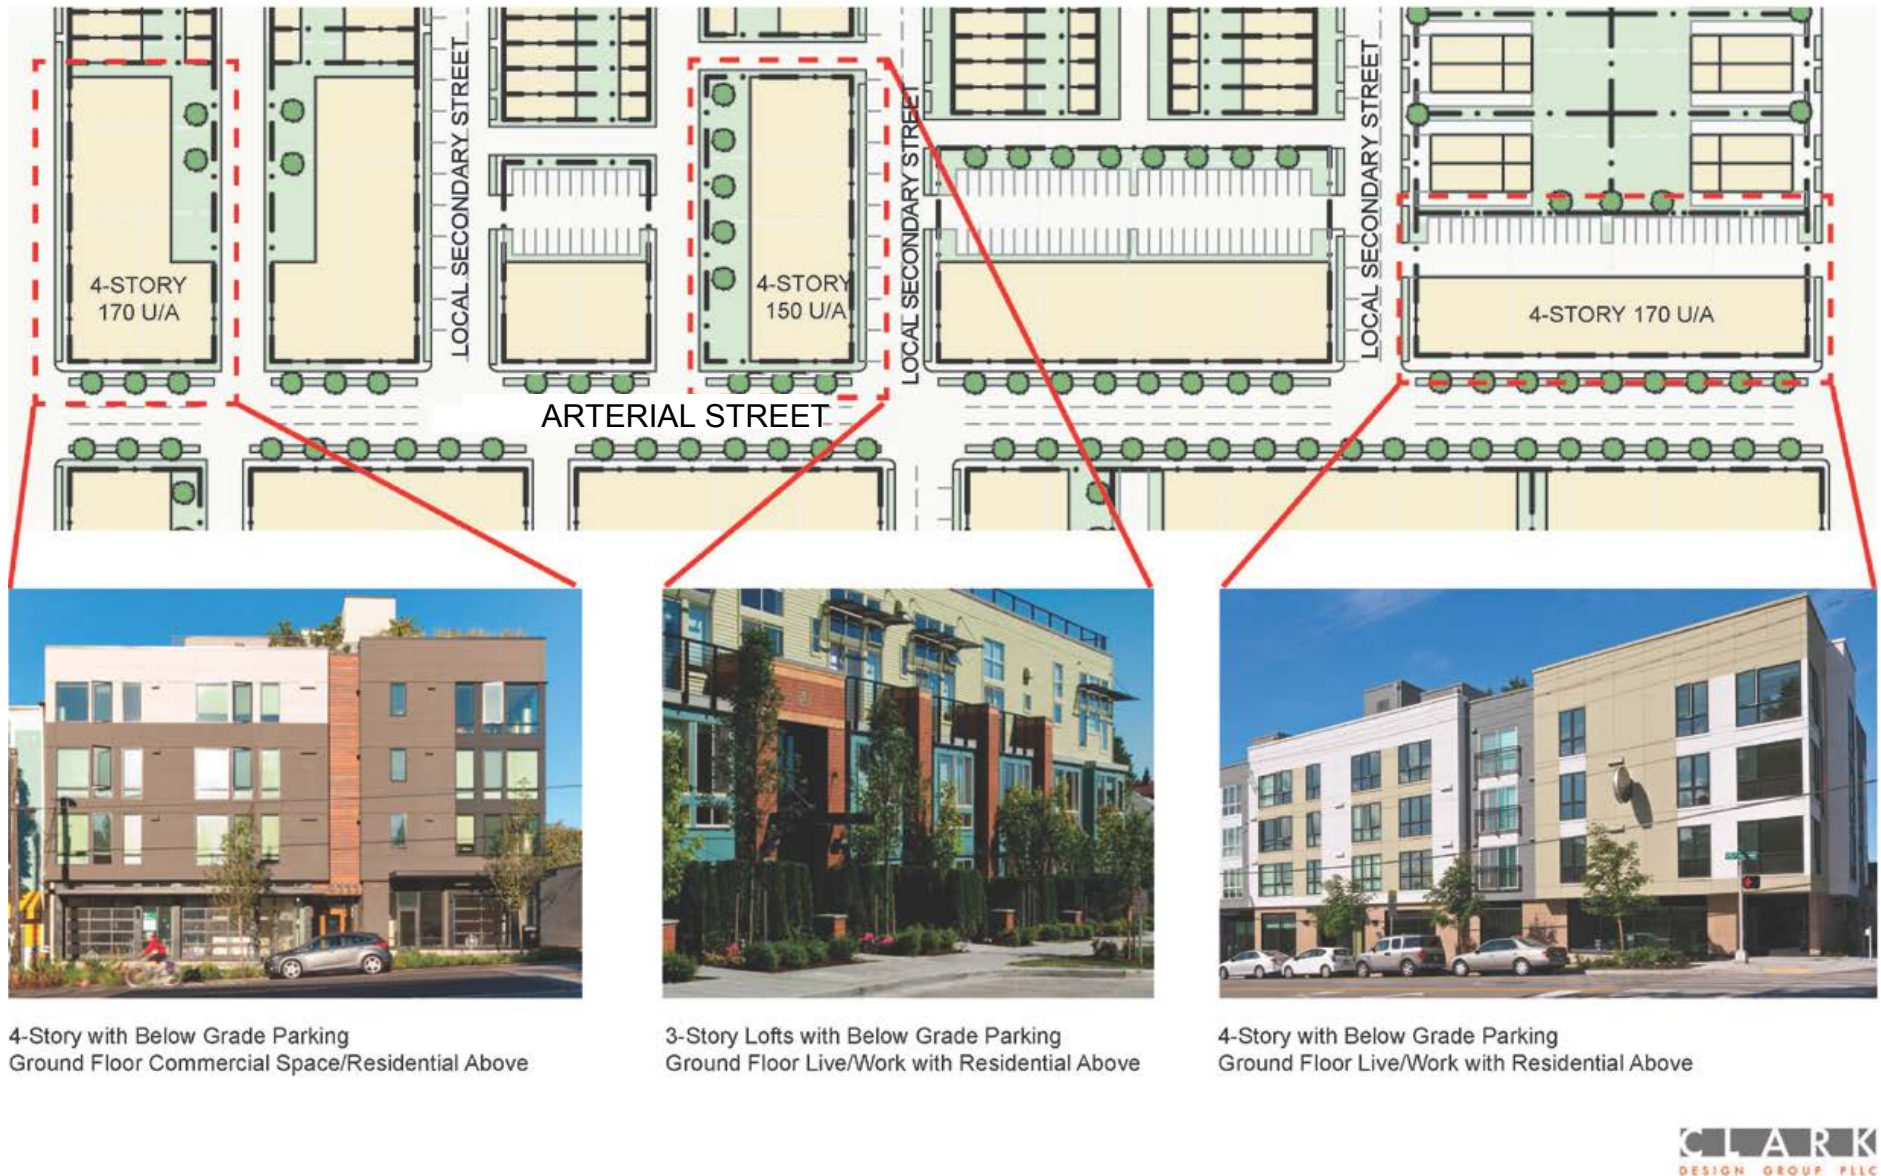 LOCAL SECONDARY STREET
LOCAL SECONDARY STREET
LOCAL SECONDARY STREET
4-STORY
170 U/A
4-STORY
150 U/A
4-STORY 170 U/A
ARTERIAL STREET
4-Story with Below Grade Parking
Ground Floor Commercial Space/Residential Above
3-Story Lofts with Below Grade Parking
Ground Floor Live/Work with Residential Above
4-Story with Below Grade Parking
Ground Floor Live/Work with Residential Above
CLARK
DESIGN GROUP PLLC